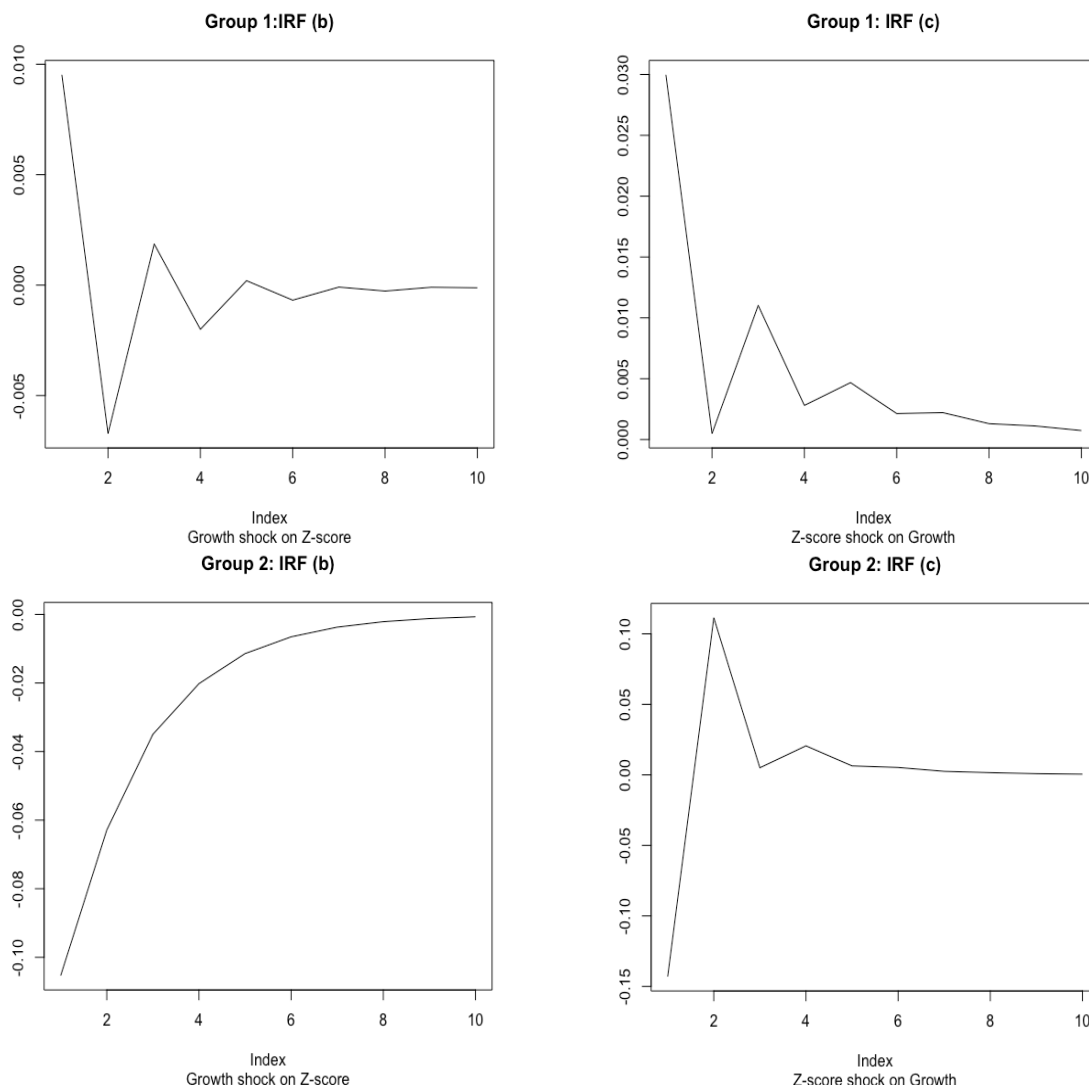 Group 1:IRF (b)
0.010
0.005
0.000
-0.005
2 4 6 8 10
Index
Growth shock on Z-score
Group 1: IRF (c)
0.030
0.025
0.020
0.015
0.010
0.005
0.000
2 4 6 8 10
Index
Z-score shock on Growth
Group 2: IRF (b)
0.00
-0.02
-0.04
-0.06
-0.08
-0.10
2 4 6 8 10
Index
Growth shock on Z-score
Group 2: IRF (c)
0.10
0.05
0.00
-0.05
-0.10
-0.15
2 4 6 8 10
Index
Z-score shock on Growth